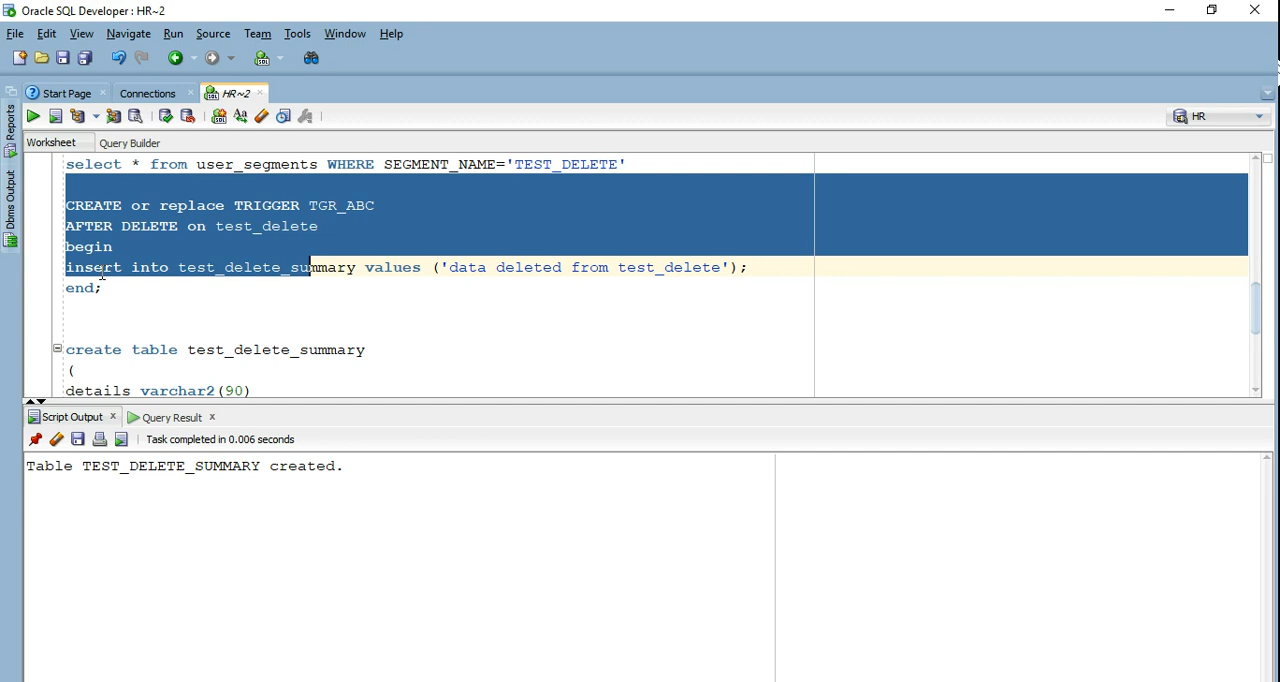 Oracle SQL Developer : HR~2
File Edit View Navigate Run Source Team Tools Window Help
Start Page Connections HR~2
HR
Worksheet Query Builder
Reports
Dbms Output
select * from user_segments WHERE SEGMENT_NAME='TEST_DELETE'
CREATE or replace TRIGGER TGR_ABC
AFTER DELETE on test_delete
begin
insert into test_delete_summary values ('data deleted from test_delete');
end;
create table test_delete_summary
(
details varchar2(90)
Script Output Query Result
Task completed in 0.006 seconds
Table TEST_DELETE_SUMMARY created.